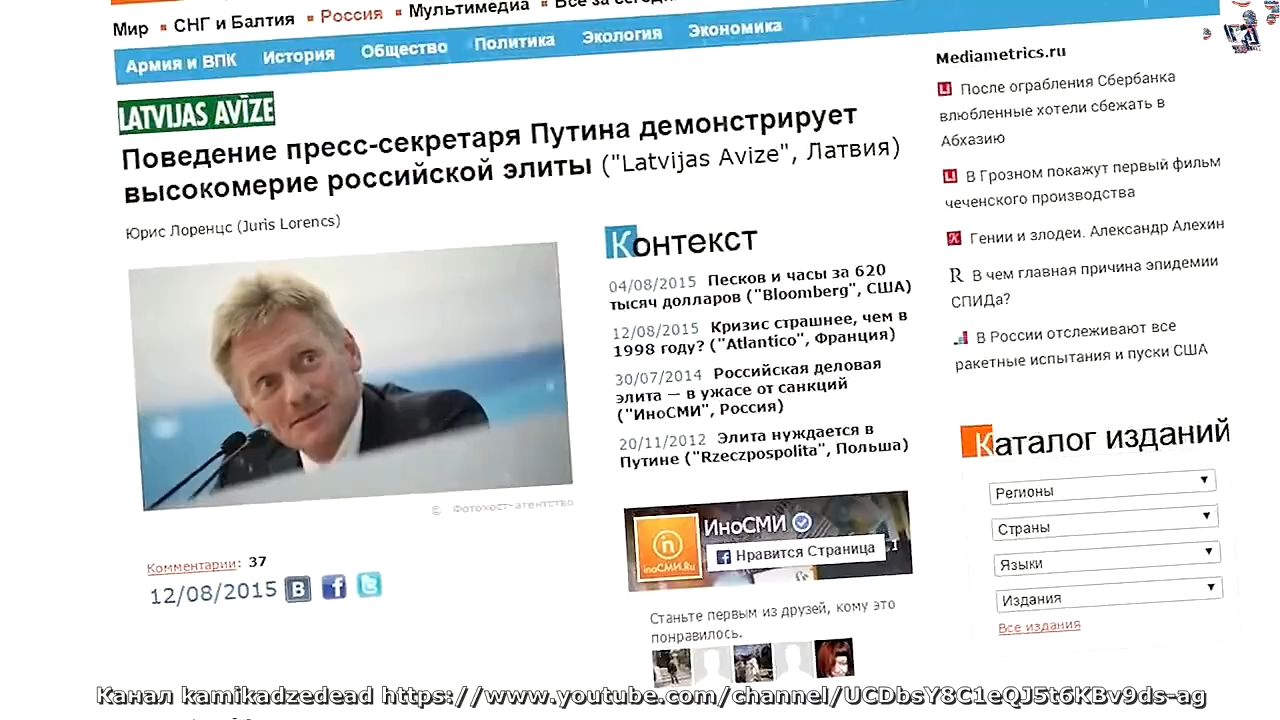 Мир ▪ СНГ и Балтия ▪ Россия ▪ Мультимедиа ▪ Все за сегодня
Армия и ВПК История Общество Политика Экология Экономика
LATVIJAS AVĪZE
Поведение пресс-секретаря Путина демонстрирует
высокомерие российской элиты ("Latvijas Avize", Латвия)
Юрис Лоренцс (Juris Lorencs)
© Фотохост-агентство
Комментарии: 37
12/08/2015
Контекст
04/08/2015 Песков и часы за 620
тысяч долларов ("Bloomberg", США)
12/08/2015 Кризис страшнее, чем в
1998 году? ("Atlantico", Франция)
30/07/2014 Российская деловая
элита — в ужасе от санкций
("ИноСМИ", Россия)
20/11/2012 Элита нуждается в
Путине ("Rzeczpospolita", Польша)
ИноСМИ
иноСМИ.Ru
Нравится Страница
Станьте первым из друзей, кому это
понравилось.
Mediametrics.ru
После ограбления Сбербанка
влюбленные хотели сбежать в
Абхазию
В Грозном покажут первый фильм
чеченского производства
Гении и злодеи. Александр Алехин
В чем главная причина эпидемии
СПИДа?
В России отслеживают все
ракетные испытания и пуски США
Каталог изданий
Регионы
Страны
Языки
Издания
Все издания
Канал kamikadzedead https://www.youtube.com/channel/UCDbsY8C1eQJ5t6KBv9ds-ag